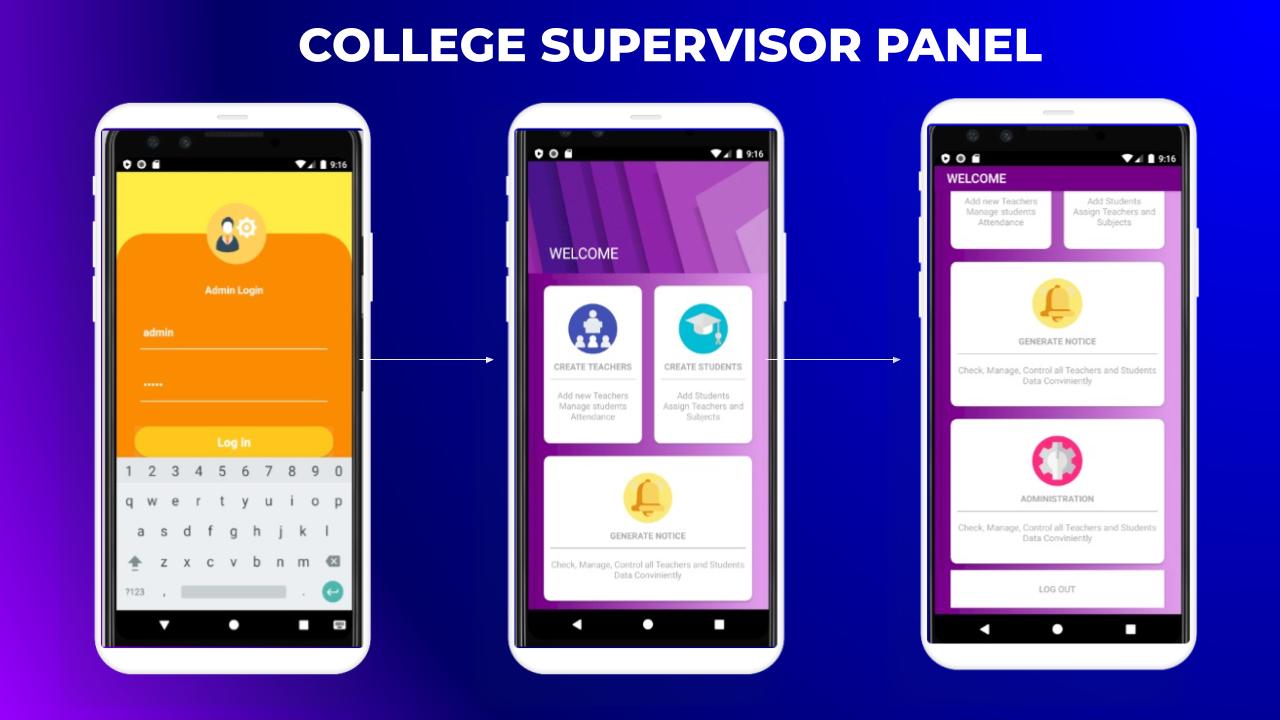 COLLEGE SUPERVISOR PANEL
9:16
Admin Login
admin
•••••
Log in
1 2 3 4 5 6 7 8 9 0
q w e r t y u i o p
a s d f g h j k l
z x c v b n m
?123 , .
9:16
WELCOME
CREATE TEACHERS
Add new Teachers
Manage students
Attendance
CREATE STUDENTS
Add Students
Assign Teachers and
Subjects
GENERATE NOTICE
Check, Manage, Control all Teachers and Students
Data Conviniently
9:16
WELCOME
Add new Teachers
Manage students
Attendance
Add Students
Assign Teachers and
Subjects
GENERATE NOTICE
Check, Manage, Control all Teachers and Students
Data Conviniently
ADMINISTRATION
Check, Manage, Control all Teachers and Students
Data Conviniently
LOG OUT